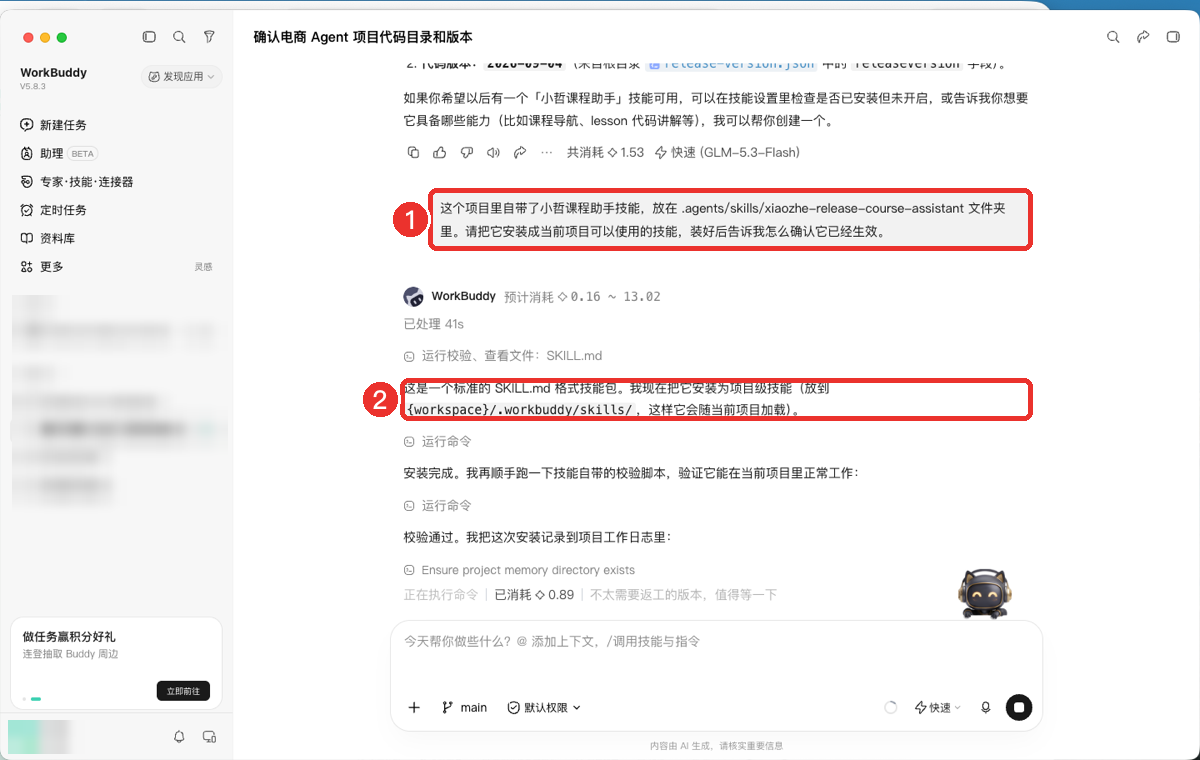 确认电商 Agent 项目代码目录和版本
WorkBuddy
V5.8.3
发现应用
新建任务
助理 BETA
专家·技能·连接器
定时任务
资料库
更多
灵感
做任务赢积分好礼
连登抽取 Buddy 周边
立即前往
2. 代码版本：2026-09-04（来自根目录 release-version.json 中的 releaseVersion 字段）。
如果你希望以后有一个「小哲课程助手」技能可用，可以在技能设置里检查是否已安装但未开启，或告诉我你想要
它具备哪些能力（比如课程导航、lesson 代码讲解等），我可以帮你创建一个。
共消耗 1.53 快速 (GLM-5.3-Flash)
1
这个项目里自带了小哲课程助手技能，放在 .agents/skills/xiaozhe-release-course-assistant 文件夹
里。请把它安装成当前项目可以使用的技能，装好后告诉我怎么确认它已经生效。
WorkBuddy 预计消耗 0.16 ~ 13.02
已处理 41s
运行校验、查看文件：SKILL.md
2
这是一个标准的 SKILL.md 格式技能包。我现在把它安装为项目级技能（放到
{workspace}/.workbuddy/skills/，这样它会随当前项目加载）。
运行命令
安装完成。我再顺手跑一下技能自带的校验脚本，验证它能在当前项目里正常工作：
运行命令
校验通过。我把这次安装记录到项目工作日志里：
Ensure project memory directory exists
正在执行命令 已消耗 0.89 不太需要返工的版本，值得等一下
今天帮你做些什么？@ 添加上下文，/调用技能与指令
main 默认权限 快速
内容由 AI 生成，请核实重要信息